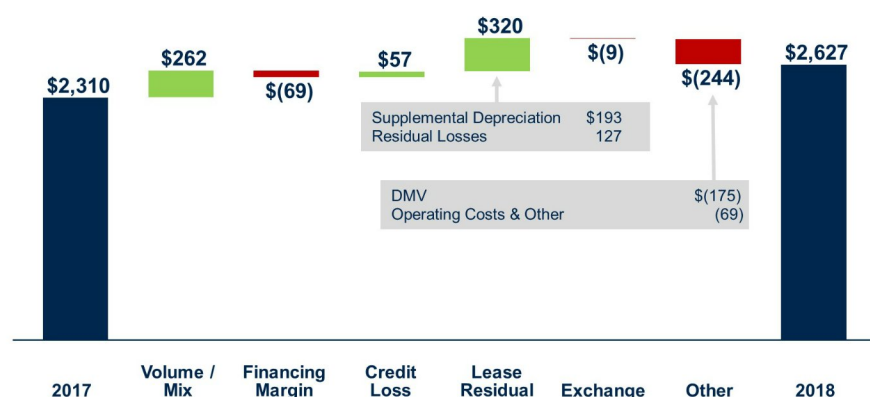 $2,310
$262
$(69)
$57
$320
$(9)
$(244)
$2,627
Supplemental Depreciation $193
Residual Losses 127
DMV $(175)
Operating Costs & Other (69)
2017
Volume /
Mix
Financing
Margin
Credit
Loss
Lease
Residual
Exchange
Other
2018